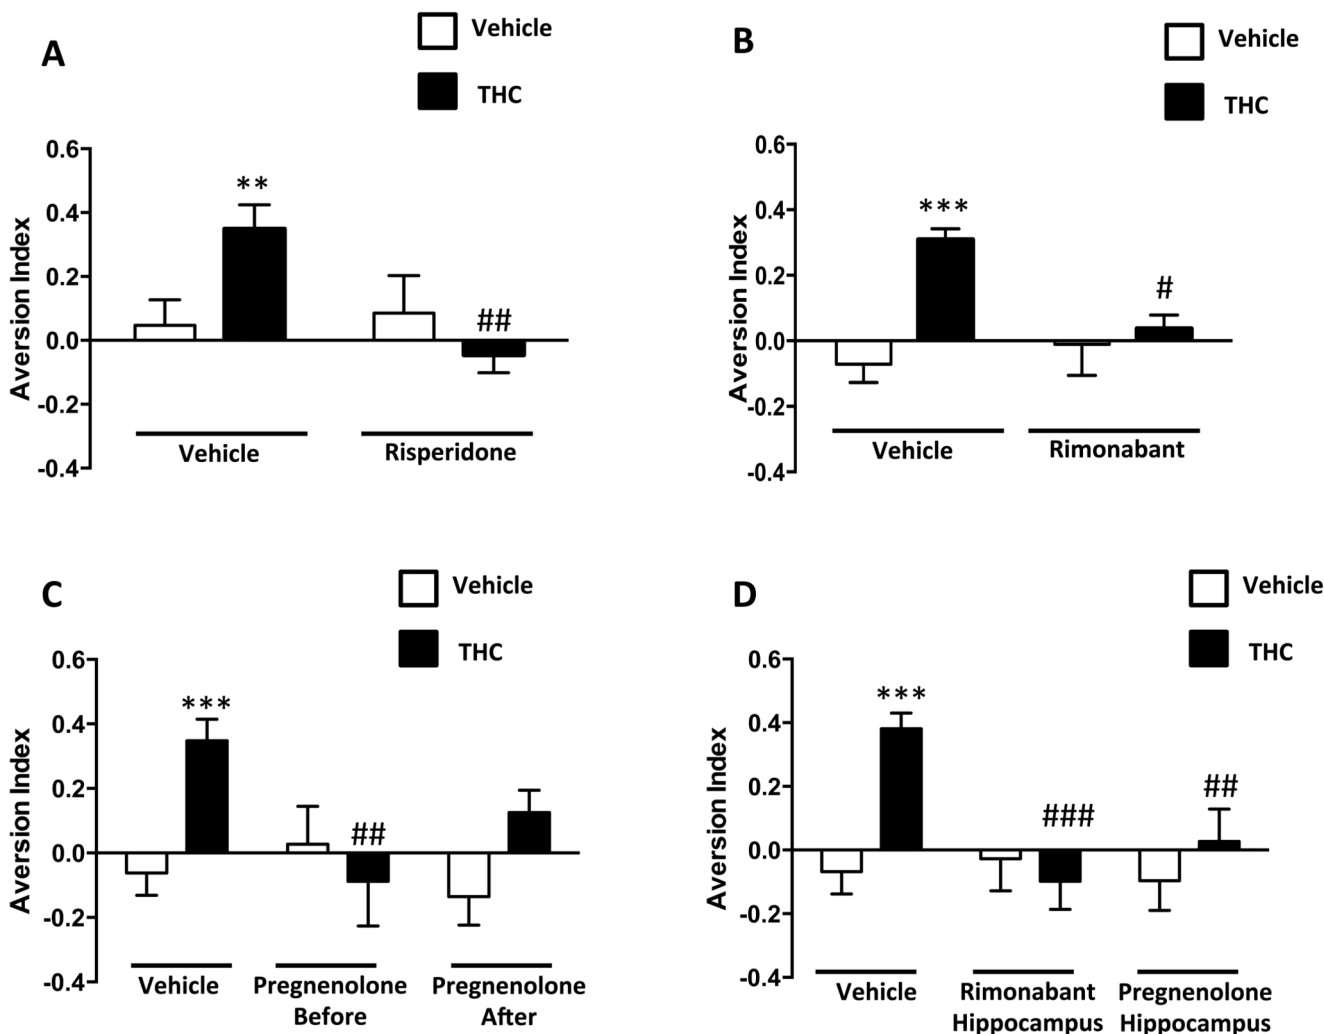 A
Vehicle
THC
Aversion Index
0.6
0.4
0.2
0.0
-0.2
-0.4
**
##
Vehicle
Risperidone
B
Vehicle
THC
Aversion Index
0.6
0.4
0.2
0.0
-0.2
-0.4
***
#
Vehicle
Rimonabant
C
Vehicle
THC
Aversion Index
0.6
0.4
0.2
0.0
-0.2
-0.4
***
##
Vehicle
Pregnenolone
Before
Pregnenolone
After
D
Vehicle
THC
Aversion Index
0.6
0.4
0.2
0.0
-0.2
-0.4
***
###
##
Vehicle
Rimonabant
Hippocampus
Pregnenolone
Hippocampus